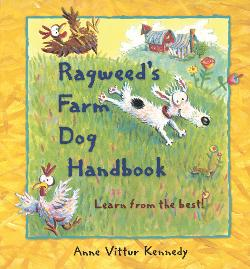 Ragweed's
Farm
Dog
Handbook
Learn from the best!
Anne Vittur Kennedy